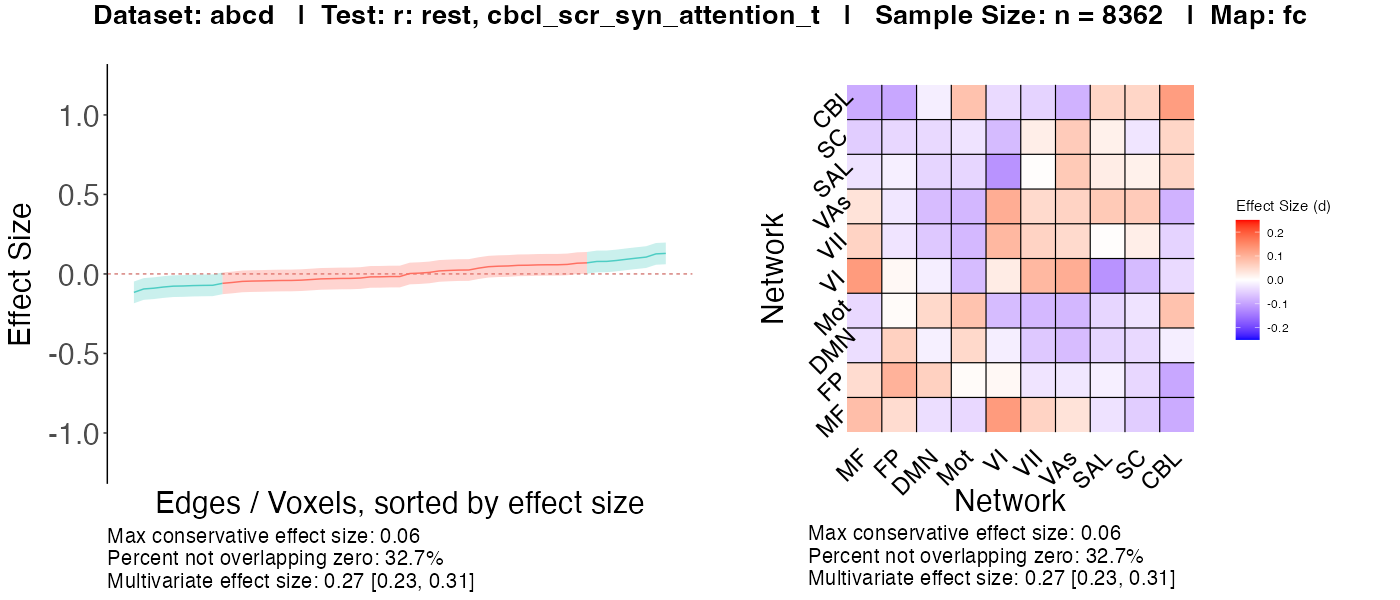 Dataset: abcd | Test: r: rest, cbcl_scr_syn_attention_t | Sample Size: n = 8362 | Map: fc
Effect Size
1.0
0.5
0.0
-0.5
-1.0
Edges / Voxels, sorted by effect size
Max conservative effect size: 0.06
Percent not overlapping zero: 32.7%
Multivariate effect size: 0.27 [0.23, 0.31]
Network
CBL
SC
SAL
VAs
VII
VI
Mot
DMN
FP
MF
MF
FP
DMN
Mot
VI
VII
VAs
SAL
SC
CBL
Network
Max conservative effect size: 0.06
Percent not overlapping zero: 32.7%
Multivariate effect size: 0.27 [0.23, 0.31]
Effect Size (d)
0.2
0.1
0.0
-0.1
-0.2